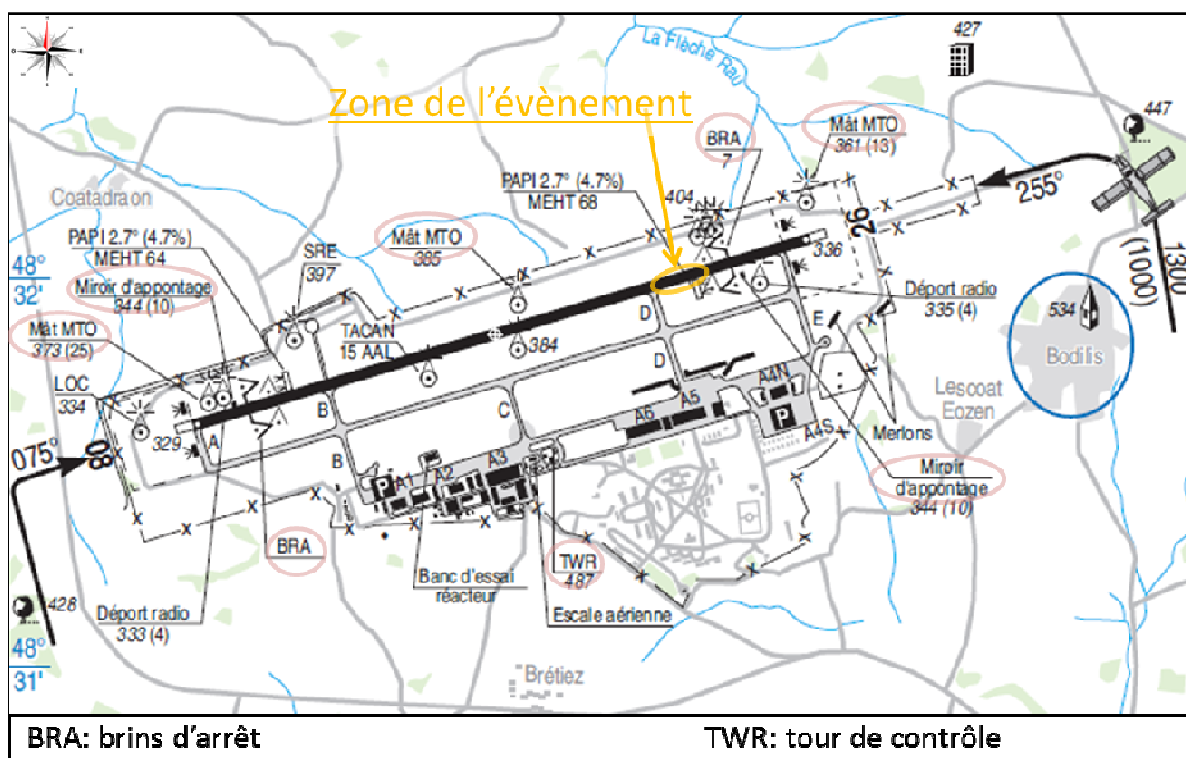 427
La Flèche Rau
Zone de l'évènement
447
BRA
7
Mât MTO
361 (13)
Coatadraon
PAPI 2.7° (4.7%)
MEHT 68
404
255°
26
PAPI 2.7° (4.7%)
MEHT 64
SRE
397
Mât MTO
385
336
1300
(1000)
48°
32'
Miroir d'appontage
344 (10)
Déport radio
335 (4)
534
Mât MTO
373 (25)
TACAN
15 AAL
384
D
E
Bodilis
LOC
334
D
Lescoat
Eozen
B
C
A4N
A5
A6
P
A4S
Merlons
329
A
075°
08
B
A3
A2
A1
P
Miroir
d'appontage
344 (10)
BRA
TWR
487
Banc d'essai
réacteur
Escale aérienne
428
Déport radio
333 (4)
48°
31'
Brétiez
BRA: brins d'arrêt
TWR: tour de contrôle